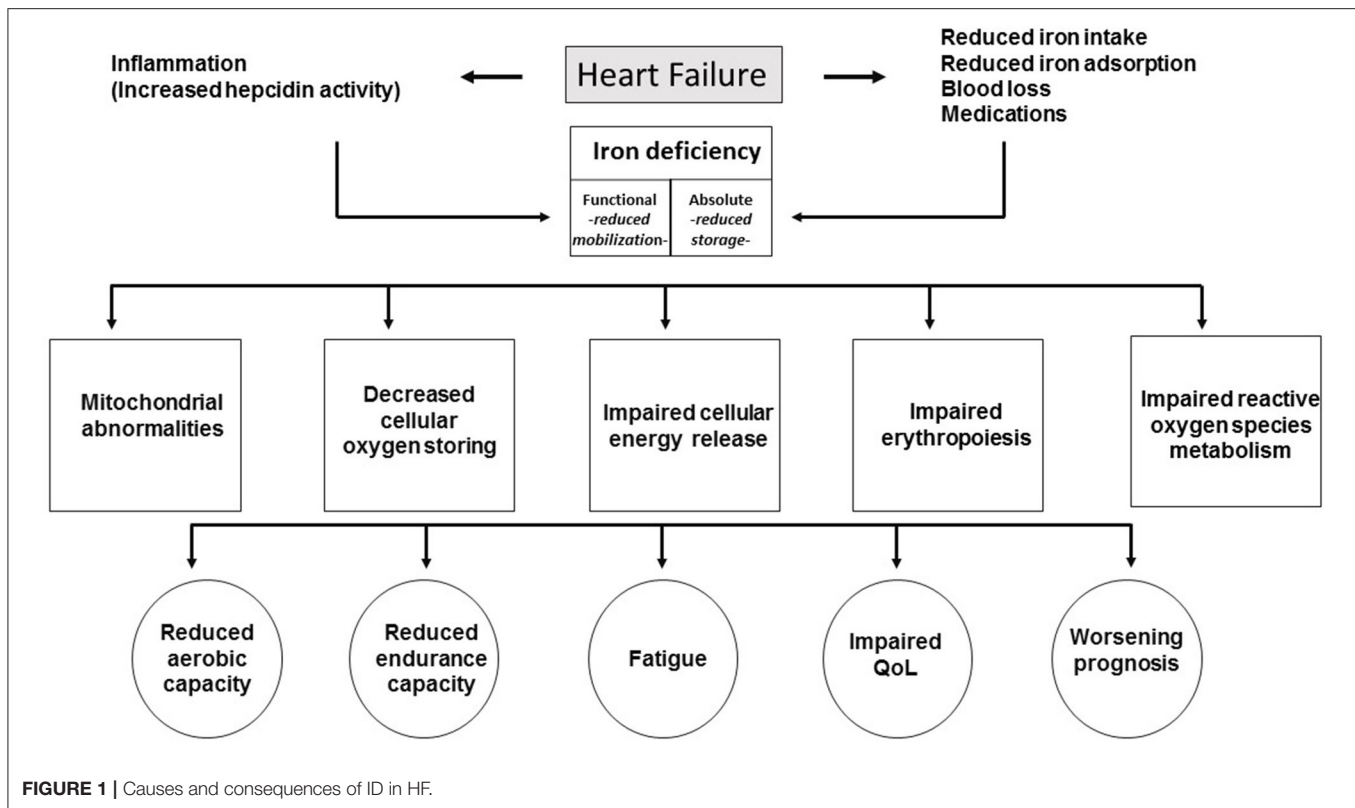 Inflammation
(Increased hepcidin activity)
Heart Failure
Reduced iron intake
Reduced iron adsorption
Blood loss
Medications
Iron deficiency
Functional
-reduced
mobilization-
Absolute
-reduced
storage-
Mitochondrial
abnormalities
Decreased
cellular
oxygen storing
Impaired cellular
energy release
Impaired
erythropoiesis
Impaired reactive
oxygen species
metabolism
Reduced
aerobic
capacity
Reduced
endurance
capacity
Fatigue
Impaired
QoL
Worsening
prognosis
FIGURE 1 | Causes and consequences of ID in HF.